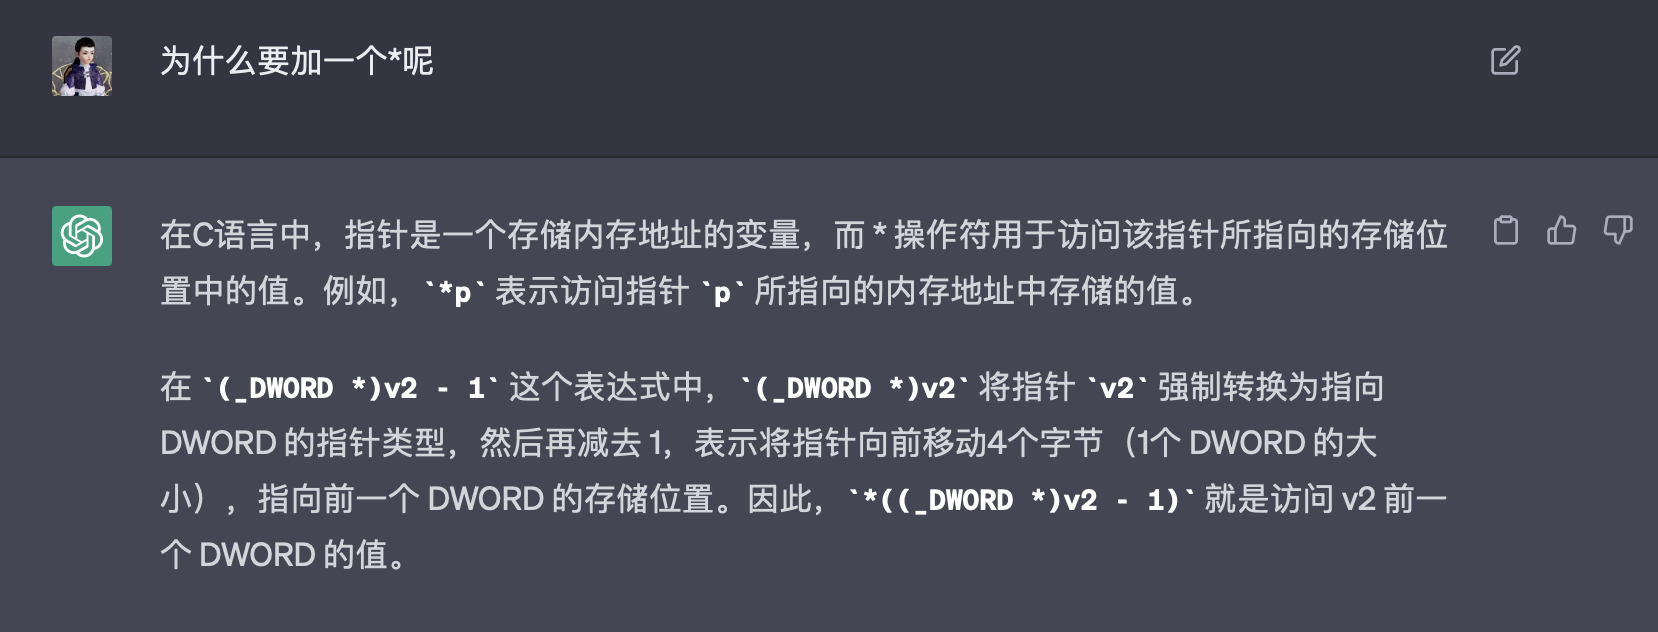 为什么要加一个*呢
在C语言中，指针是一个存储内存地址的变量，而 * 操作符用于访问该指针所指向的存储位
置中的值。例如，`*p` 表示访问指针 `p` 所指向的内存地址中存储的值。
在 `(_DWORD *)v2 - 1` 这个表达式中，`(_DWORD *)v2` 将指针 `v2` 强制转换为指向
DWORD 的指针类型，然后再减去 1，表示将指针向前移动4个字节（1个 DWORD 的大
小），指向前一个 DWORD 的存储位置。因此，`*((_DWORD *)v2 - 1)` 就是访问 v2 前一
个 DWORD 的值。